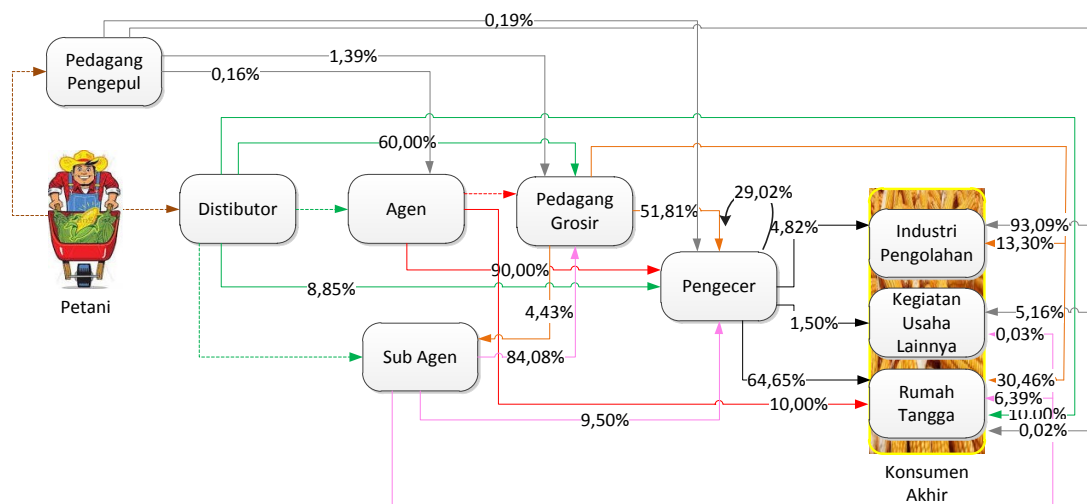 0,19%
Pedagang
Pengepul
1,39%
0,16%
60,00%
Distibutor
Agen
Pedagang
Grosir
51,81%
29,02%
4,82%
Industri
Pengolahan
93,09%
13,30%
Petani
8,85%
90,00%
Pengecer
4,43%
1,50%
Kegiatan
Usaha
Lainnya
5,16%
0,03%
Sub Agen
84,08%
64,65%
Rumah
Tangga
30,46%
6,39%
10,00%
10,00%
9,50%
0,02%
Konsumen
Akhir